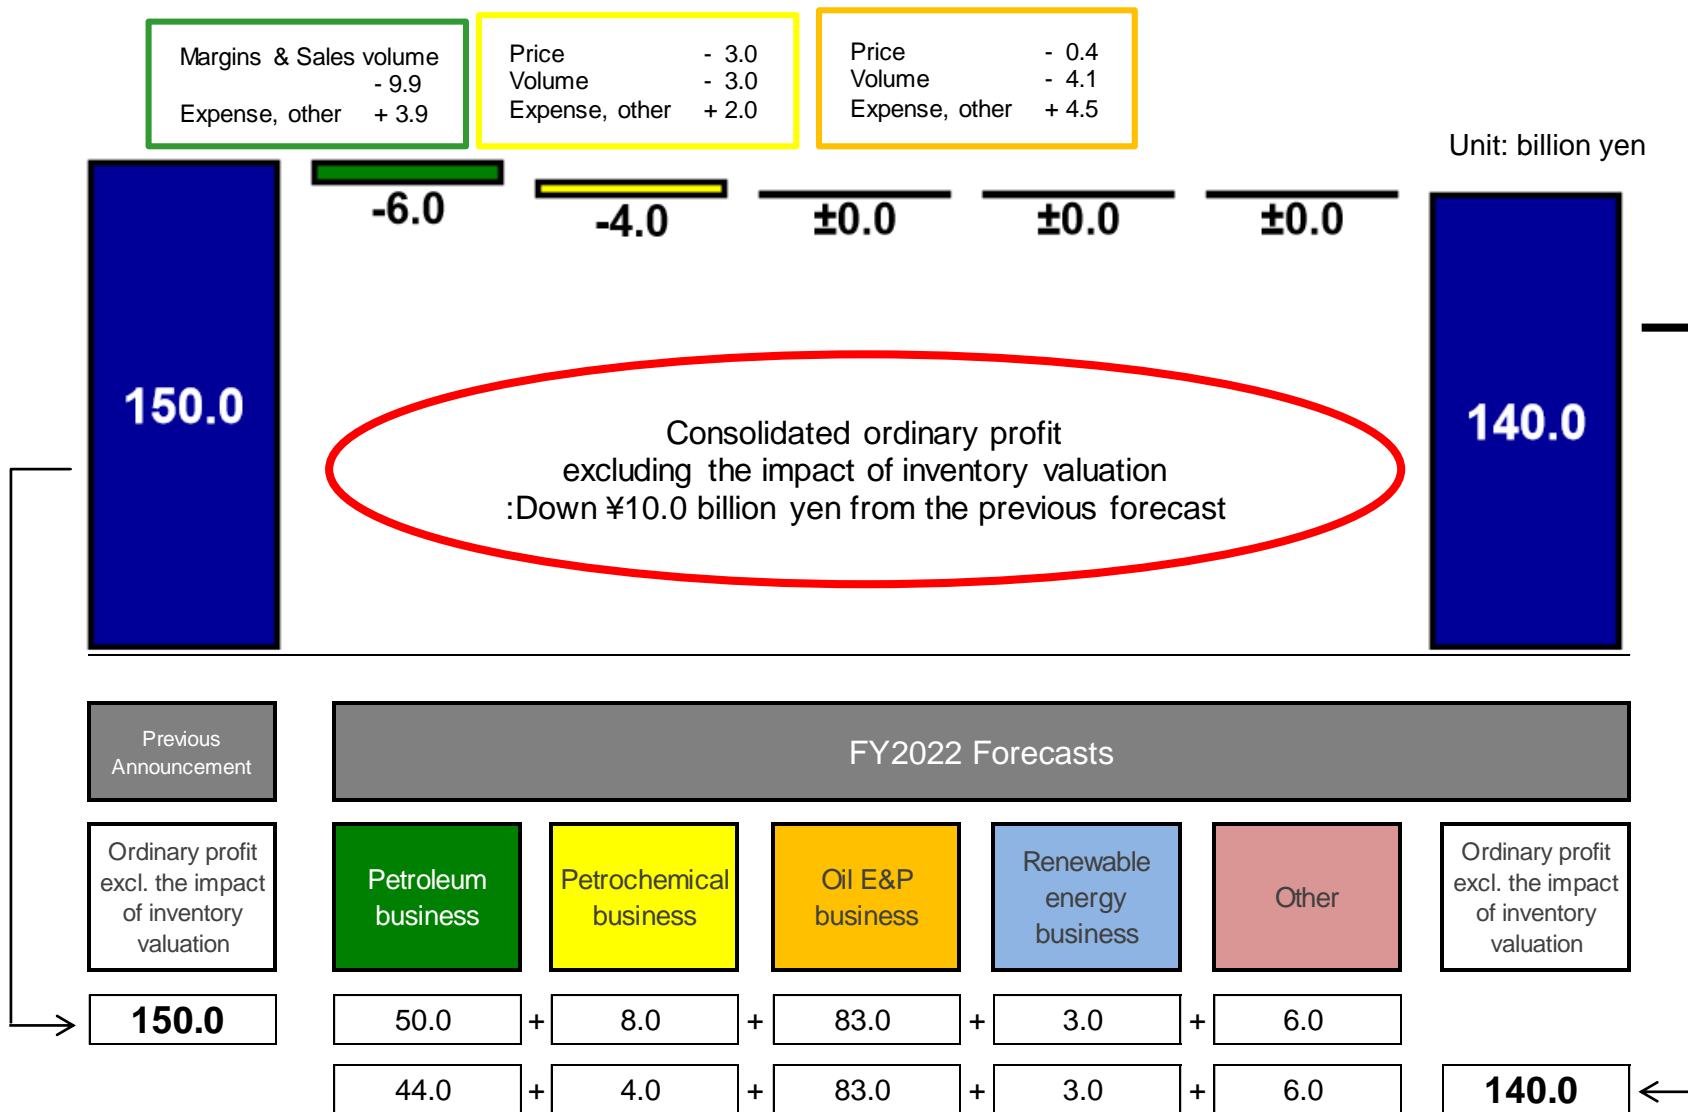 Margins & Sales volume
- 9.9
Expense, other + 3.9
Price - 3.0
Volume - 3.0
Expense, other + 2.0
Price - 0.4
Volume - 4.1
Expense, other + 4.5
Unit: billion yen
-6.0
-4.0
±0.0
±0.0
±0.0
150.0
140.0
Consolidated ordinary profit
excluding the impact of inventory valuation
:Down ¥10.0 billion yen from the previous forecast
Previous
Announcement
FY2022 Forecasts
Ordinary profit
excl. the impact
of inventory
valuation
Petroleum
business
Petrochemical
business
Oil E&P
business
Renewable
energy
business
Other
Ordinary profit
excl. the impact
of inventory
valuation
150.0 50.0 + 8.0 + 83.0 + 3.0 + 6.0
44.0 + 4.0 + 83.0 + 3.0 + 6.0 140.0